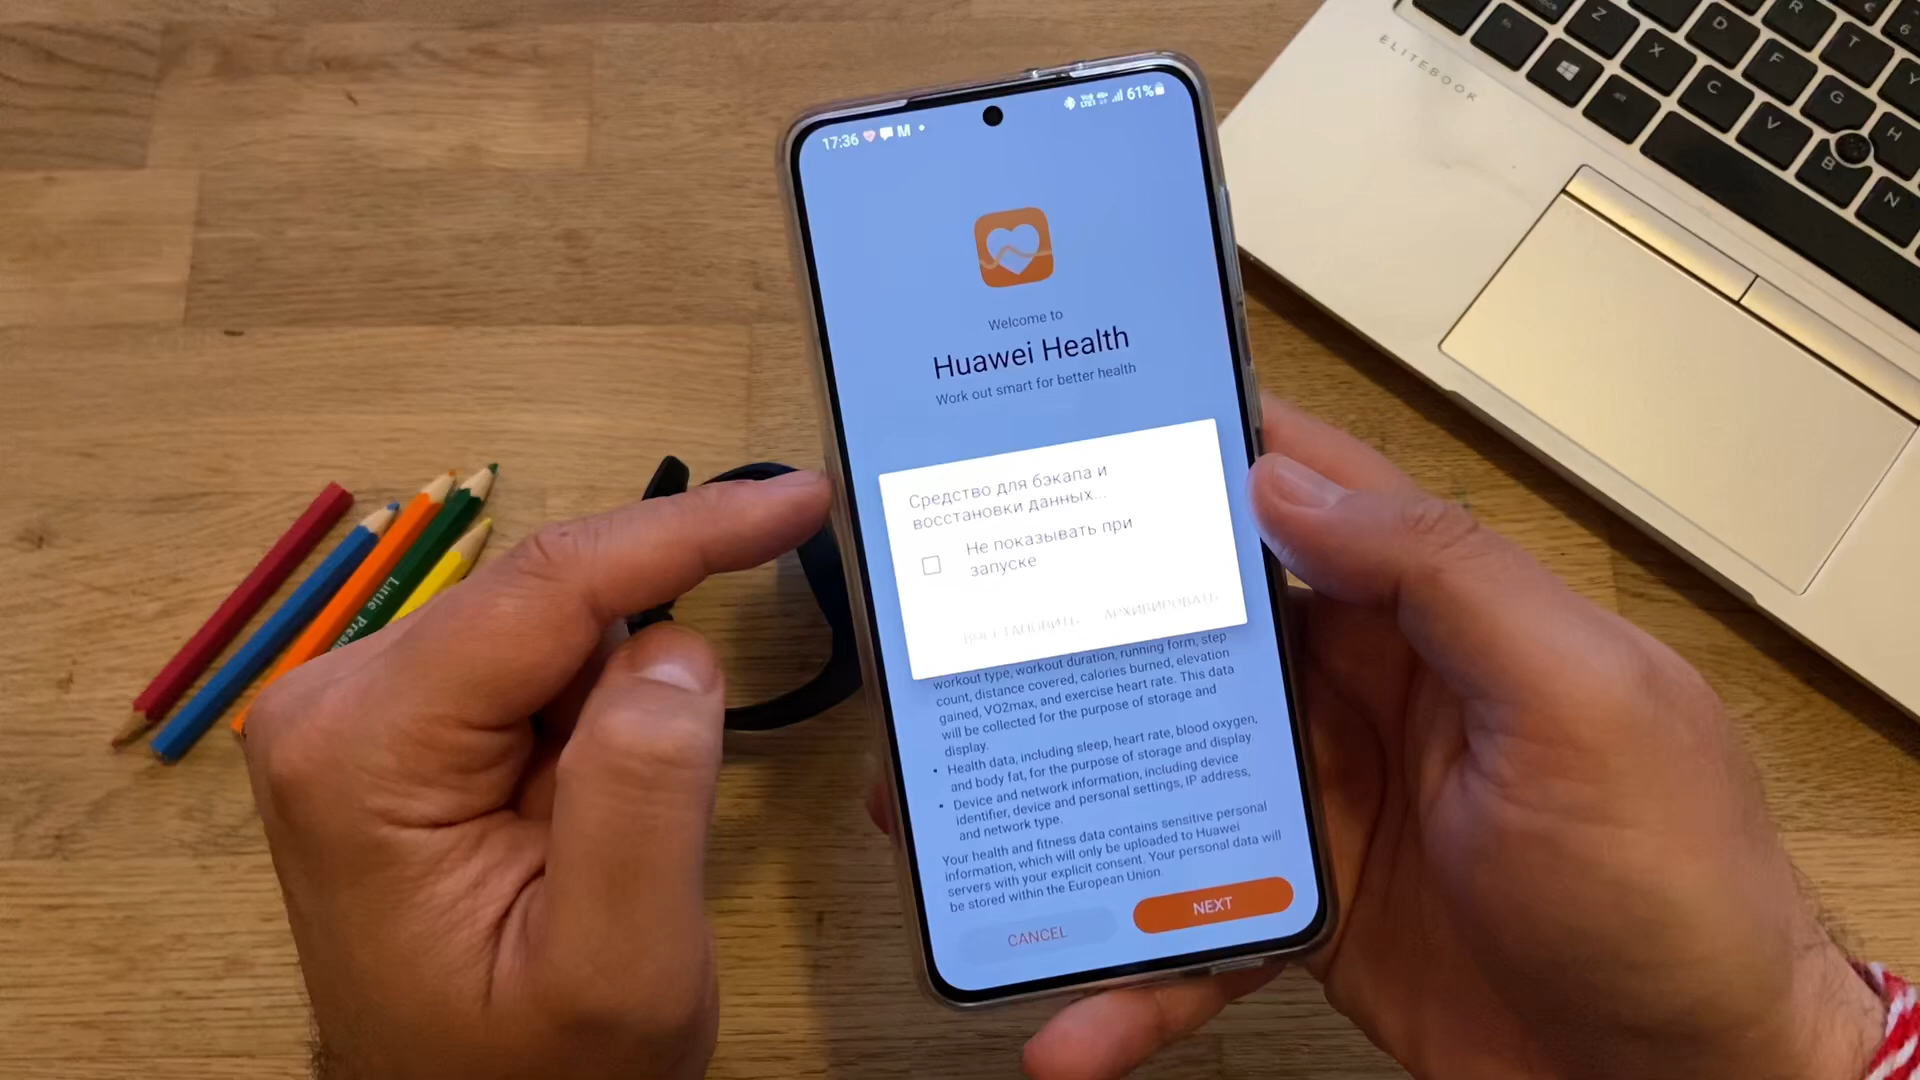 17:36
M
61%
Welcome to
Huawei Health
Work out smart for better health
Средство для бэкапа и
восстановки данных...
Не показывать при
запуске
ВОССТАНОВИТЬ
АРХИВИРОВАТЬ
workout type, workout duration, running form, step
count, distance covered, calories burned, elevation
gained, VO2max, and exercise heart rate. This data
will be collected for the purpose of storage and
display.
• Health data, including sleep, heart rate, blood oxygen,
and body fat, for the purpose of storage and display.
• Device and network information, including device
identifier, device and personal settings, IP address,
and network type.
Your health and fitness data contains sensitive personal
information, which will only be uploaded to Huawei
servers with your explicit consent. Your personal data will
be stored within the European Union.
CANCEL
NEXT
ELITEBOOK
fn
Z
X
C
V
B
N
D
F
G
H
R
T
Y
6
Little